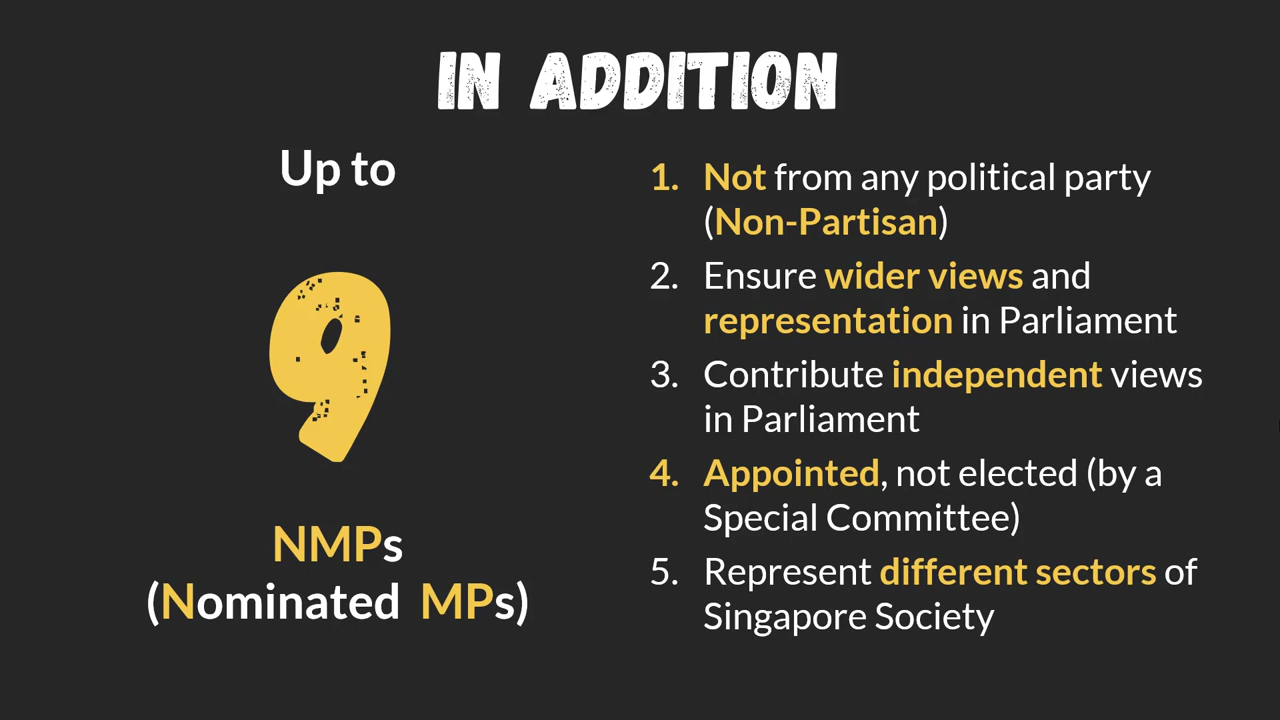 IN ADDITION
Up to
9
NMPs
(Nominated MPs)
1. Not from any political party
(Non-Partisan)
2. Ensure wider views and
representation in Parliament
3. Contribute independent views
in Parliament
4. Appointed, not elected (by a
Special Committee)
5. Represent different sectors of
Singapore Society